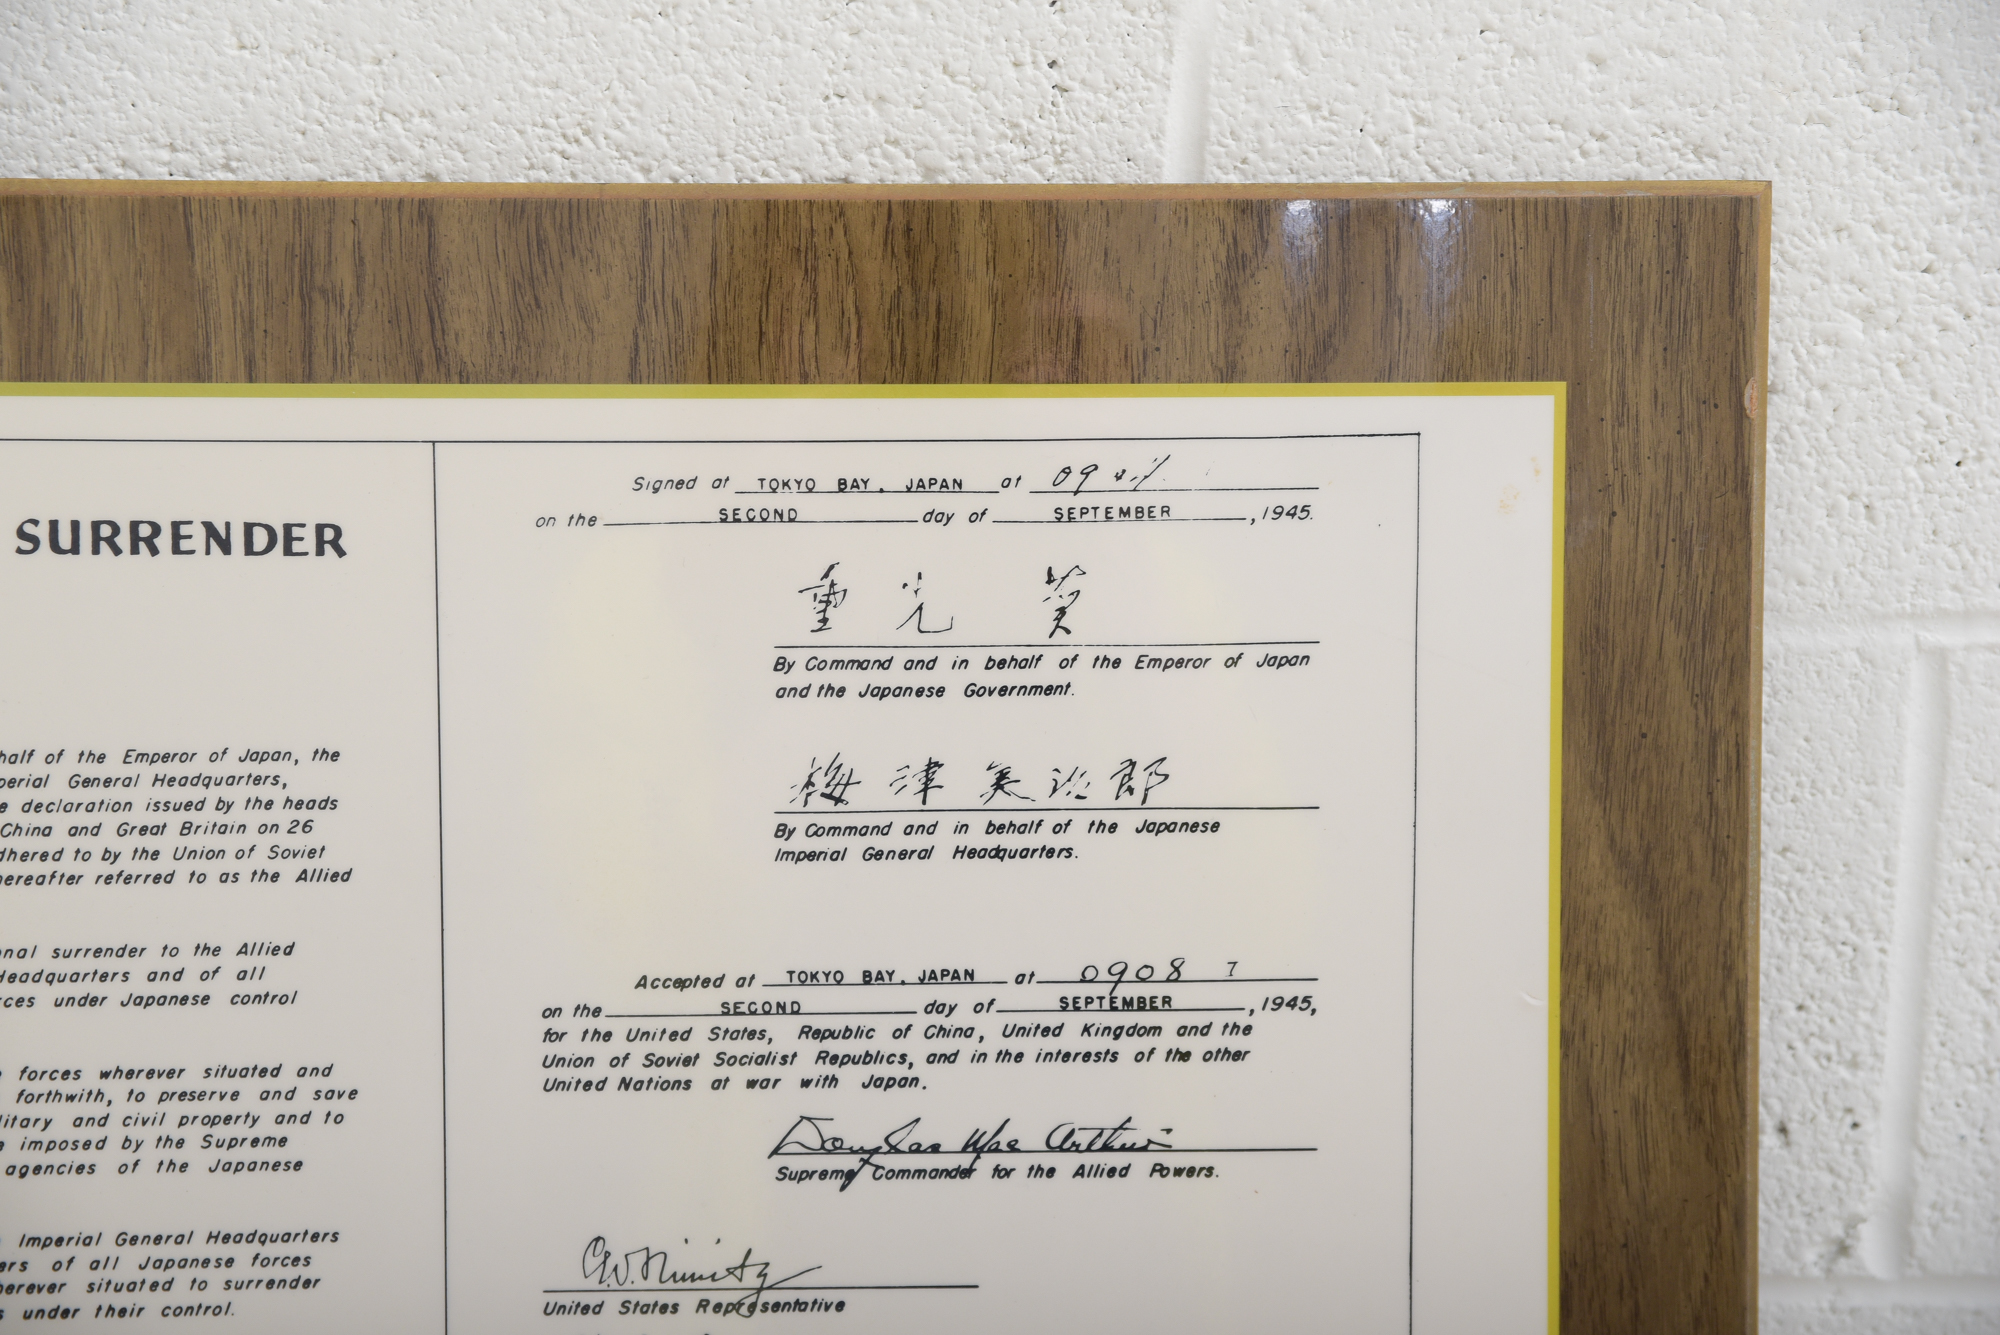 SURRENDER
half of the Emperor of Japan, the
perial General Headquarters,
e declaration issued by the heads
China and Great Britain on 26
dhered to by the Union of Soviet
hereafter referred to as the Allied
onal surrender to the Allied
Headquarters and of all
rces under Japanese control
forces wherever situated and
forthwith, to preserve and save
litary and civil property and to
e imposed by the Supreme
agencies of the Japanese
Imperial General Headquarters
ers of all Japanese forces
herever situated to surrender
s under their control.
Signed at TOKYO BAY, JAPAN at 09
on the SECOND day of SEPTEMBER, 1945.
重光 葵
By Command and in behalf of the Emperor of Japan
and the Japanese Government.
梅津美治郎
By Command and in behalf of the Japanese
Imperial General Headquarters.
Accepted at TOKYO BAY, JAPAN at 0908 I
on the SECOND day of SEPTEMBER, 1945,
for the United States, Republic of China, United Kingdom and the
Union of Soviet Socialist Republics, and in the interests of the other
United Nations at war with Japan.
Douglas MacArthur
Supreme Commander for the Allied Powers.
C.W. Nimitz
United States Representative